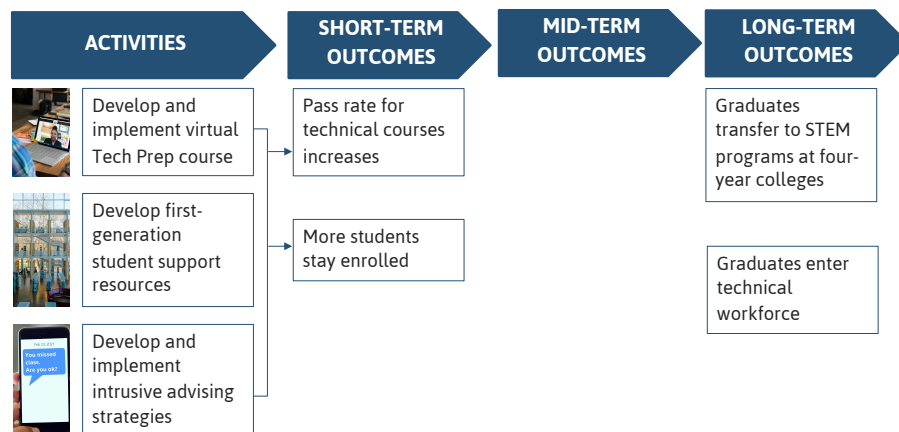 ACTIVITIES
SHORT-TERM
OUTCOMES
MID-TERM
OUTCOMES
LONG-TERM
OUTCOMES
Develop and
implement virtual
Tech Prep course
Pass rate for
technical courses
increases
Graduates
transfer to STEM
programs at four-
year colleges
Develop first-
generation
student support
resources
More students
stay enrolled
Graduates enter
technical
workforce
You missed
class.
Are you ok?
Develop and
implement
intrusive advising
strategies